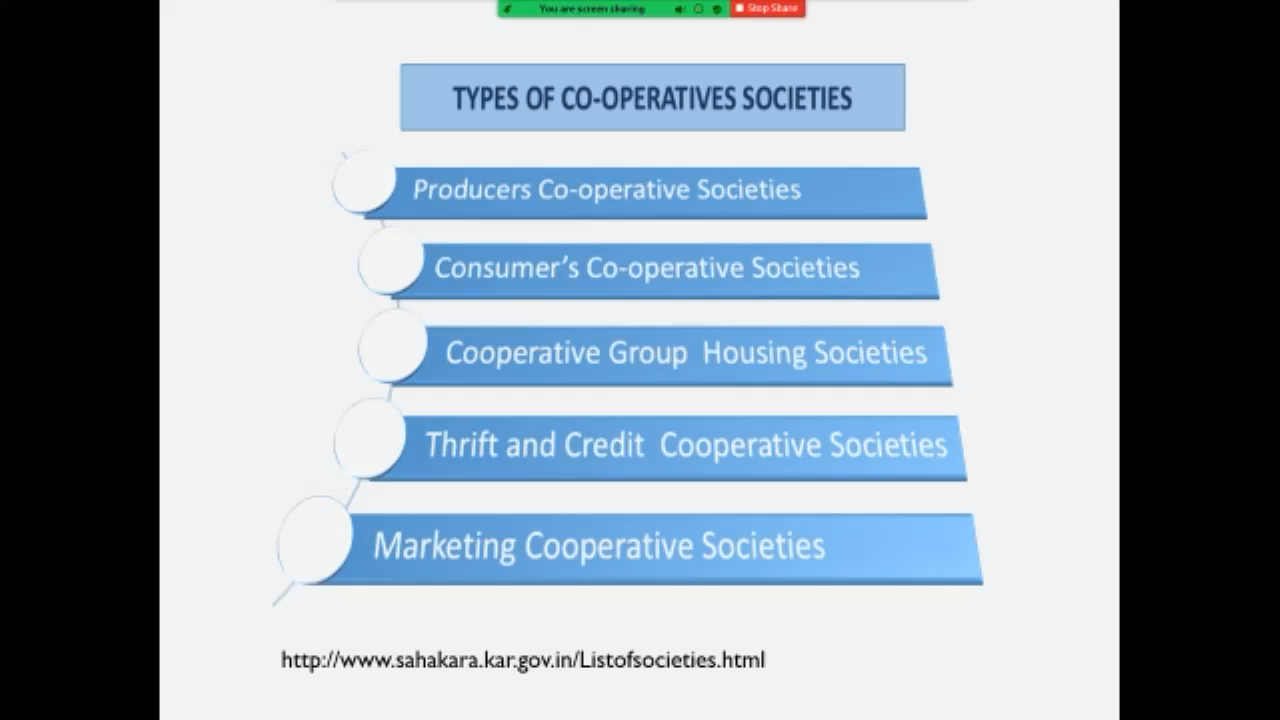 You are screen sharing
Stop Share
TYPES OF CO-OPERATIVES SOCIETIES
Producers Co-operative Societies
Consumer’s Co-operative Societies
Cooperative Group  Housing Societies
Thrift and Credit  Cooperative Societies
Marketing Cooperative Societies
http://www.sahakara.kar.gov.in/Listofsocieties.html